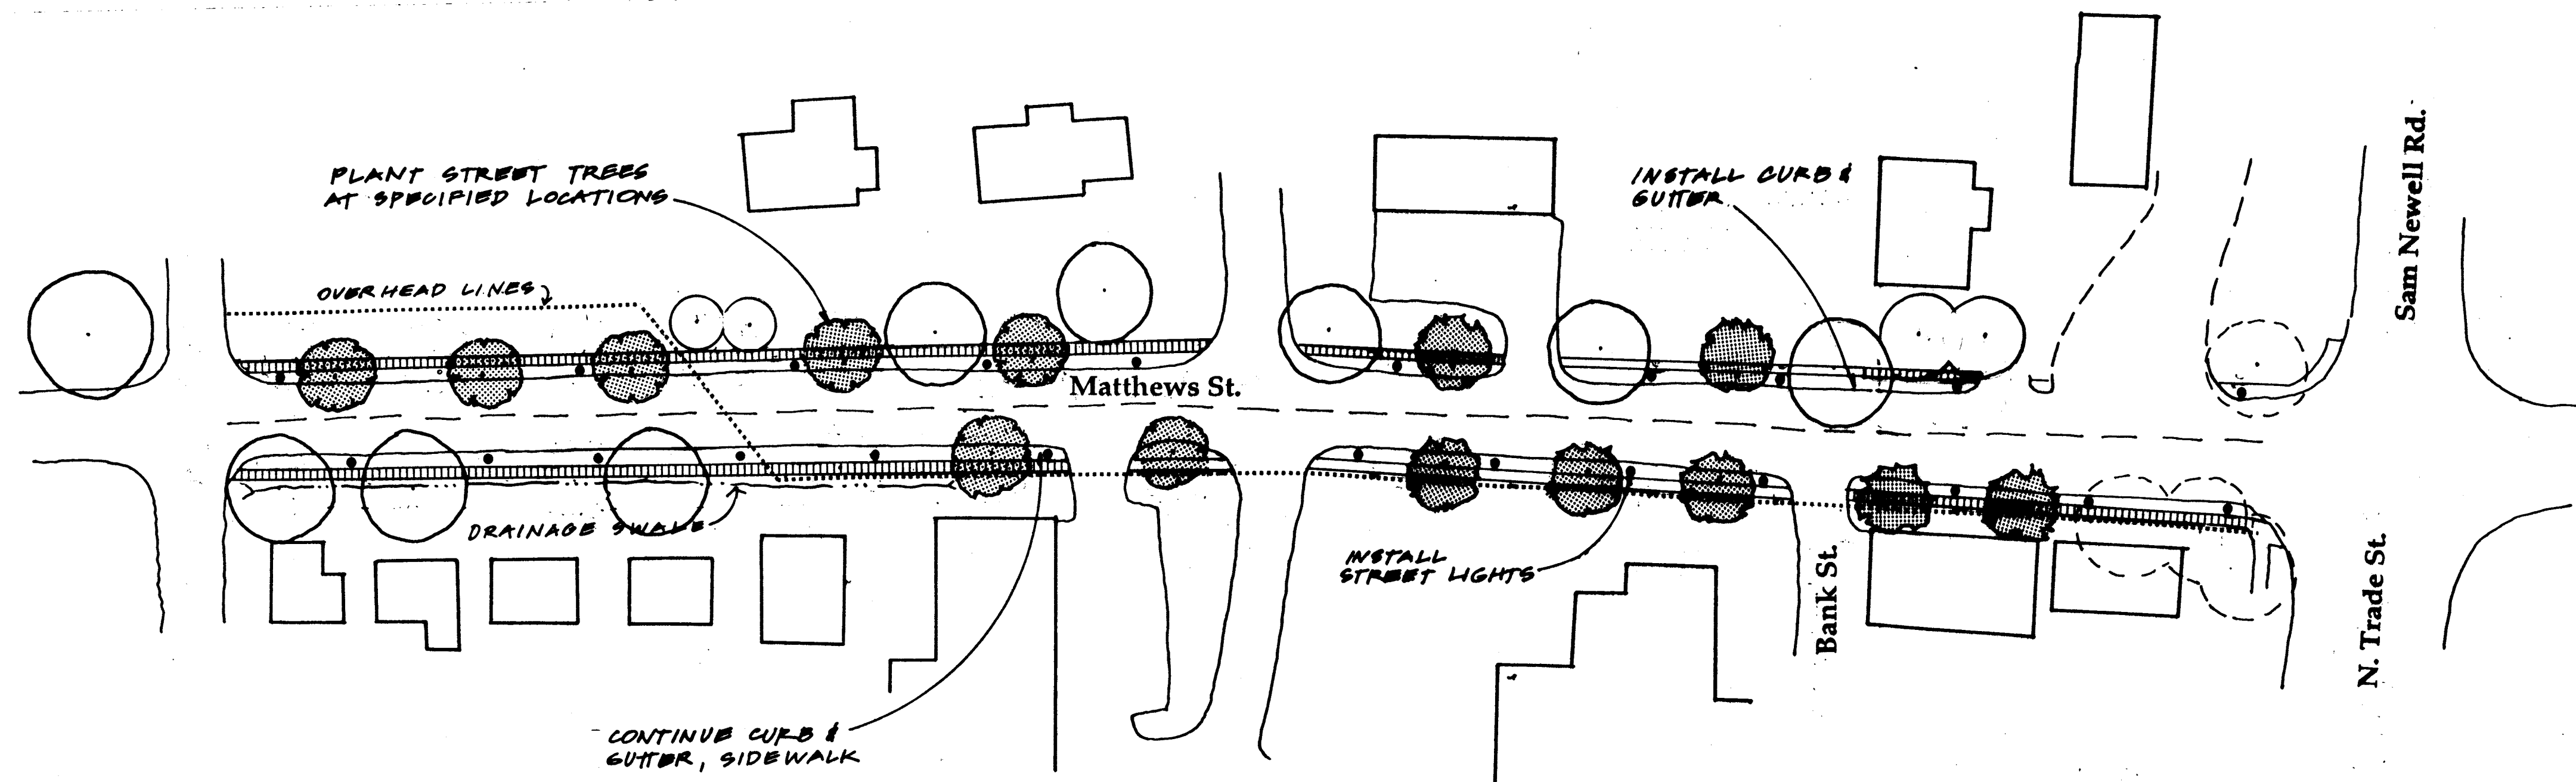 PLANT STREET TREES
AT SPECIFIED LOCATIONS
INSTALL CURB &
GUTTER
Sam Newell Rd.
OVERHEAD LINES
Matthews St.
DRAINAGE SWALE
INSTALL
STREET LIGHTS
Bank St.
N. Trade St.
CONTINUE CURB &
GUTTER, SIDEWALK